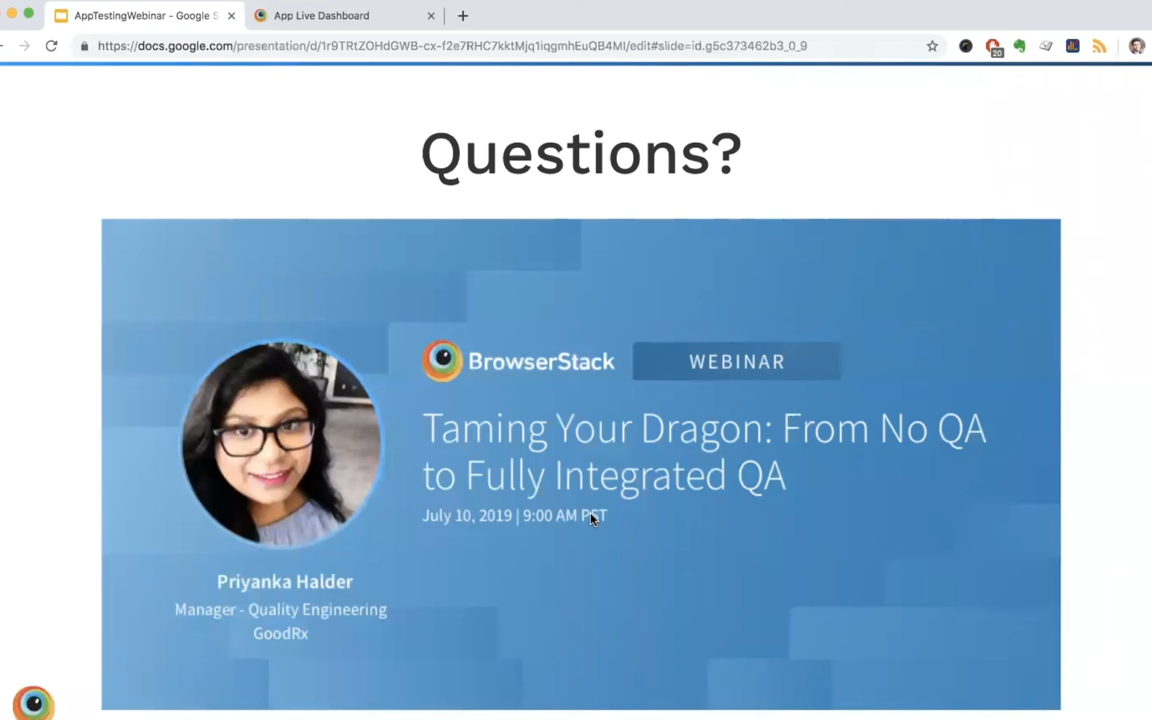 AppTestingWebinar - Google S
App Live Dashboard
https://docs.google.com/presentation/d/1r9TRtZOHdGWB-cx-f2e7RHC7kktMjq1iqgmhEuQB4MI/edit#slide=id.g5c373462b3_0_9
20
Questions?
BrowserStack WEBINAR
Taming Your Dragon: From No QA
to Fully Integrated QA
July 10, 2019 | 9:00 AM PST
Priyanka Halder
Manager - Quality Engineering
GoodRx